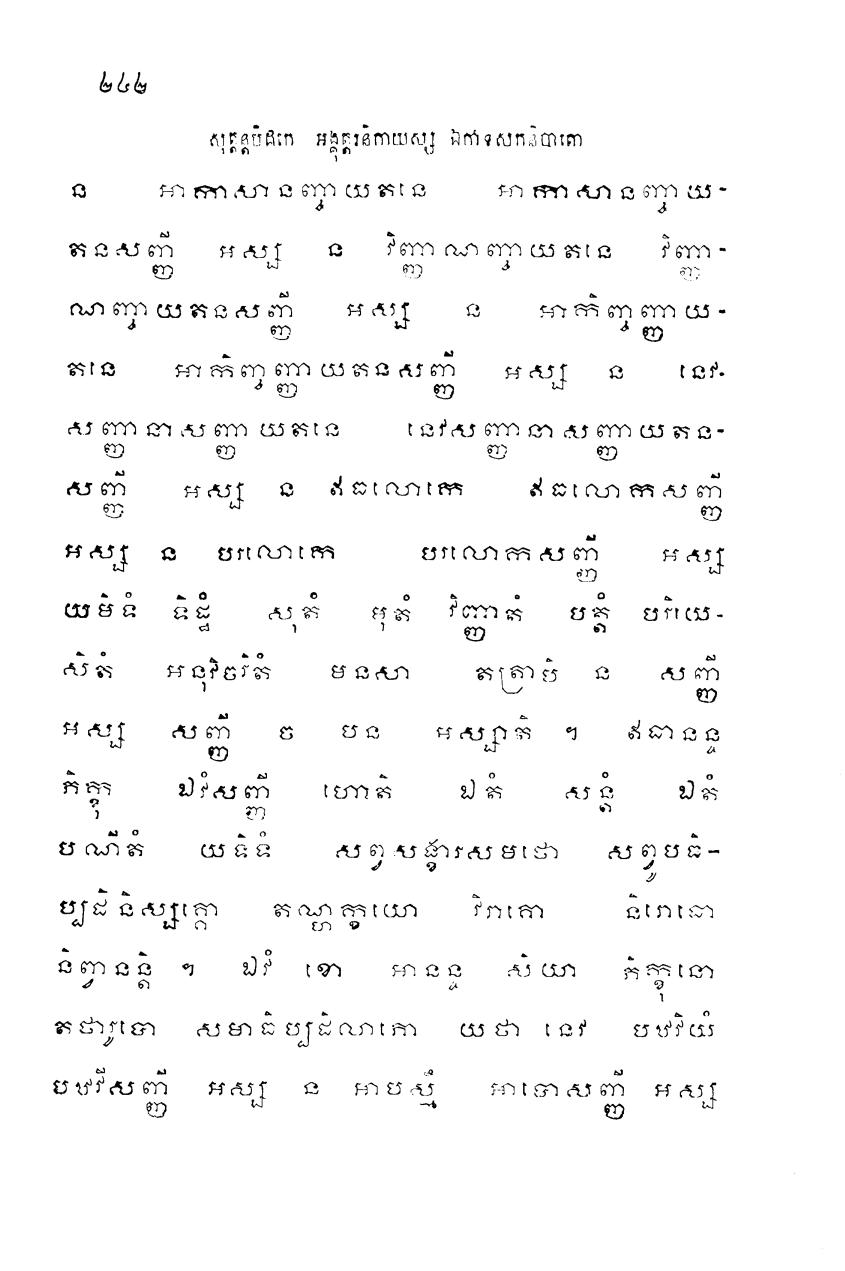 ២៤២
សុត្តន្តបិដកេ អង្គុត្តរនិកាយស្ស ឯកាទសកនិបាតោ
ន អាកាសានញ្ចាយតនេ អាកាសានញ្ចាយ-
តនសញ្ញី អស្ស ន វិញ្ញាណញ្ចាយតនេ វិញ្ញា-
ណញ្ចាយតនសញ្ញី អស្ស ន អាកិញ្ចញ្ញាយ-
តនេ អាកិញ្ចញ្ញាយតនសញ្ញី អស្ស ន នេវ-
សញ្ញានាសញ្ញាយតនេ នេវសញ្ញានាសញ្ញាយតន-
សញ្ញី អស្ស ន ឥធលោកេ ឥធលោកសញ្ញី
អស្ស ន បរលោកេ បរលោកសញ្ញី អស្ស
យមិទំ ទិដ្ឋំ សុតំ មុតំ វិញ្ញាតំ បត្តំ បរិយេ-
សិតំ អនុវិចរិតំ មនសា តត្រាបិ ន សញ្ញី
អស្ស សញ្ញី ច បន អស្សាតិ ។ ឥធានន្ទ
ភិក្ខុ ឯវំសញ្ញី ហោតិ ឯតំ សន្តំ ឯតំ
បណីតំ យទិទំ សព្វសង្ខារសមថោ សព្វូបធិ-
ប្បដិនិស្សគ្គោ តណ្ហក្ខយោ វិរាគោ និរោធោ
និព្វានន្តិ ។ ឯវំ ខោ អានន្ទ សិយា ភិក្ខុនោ
តថារូបោ សមាធិប្បដិលាភោ យថា នេវ បឋវិយំ
បឋវីសញ្ញី អស្ស ន អាបស្មឹ អាបោសញ្ញី អស្ស